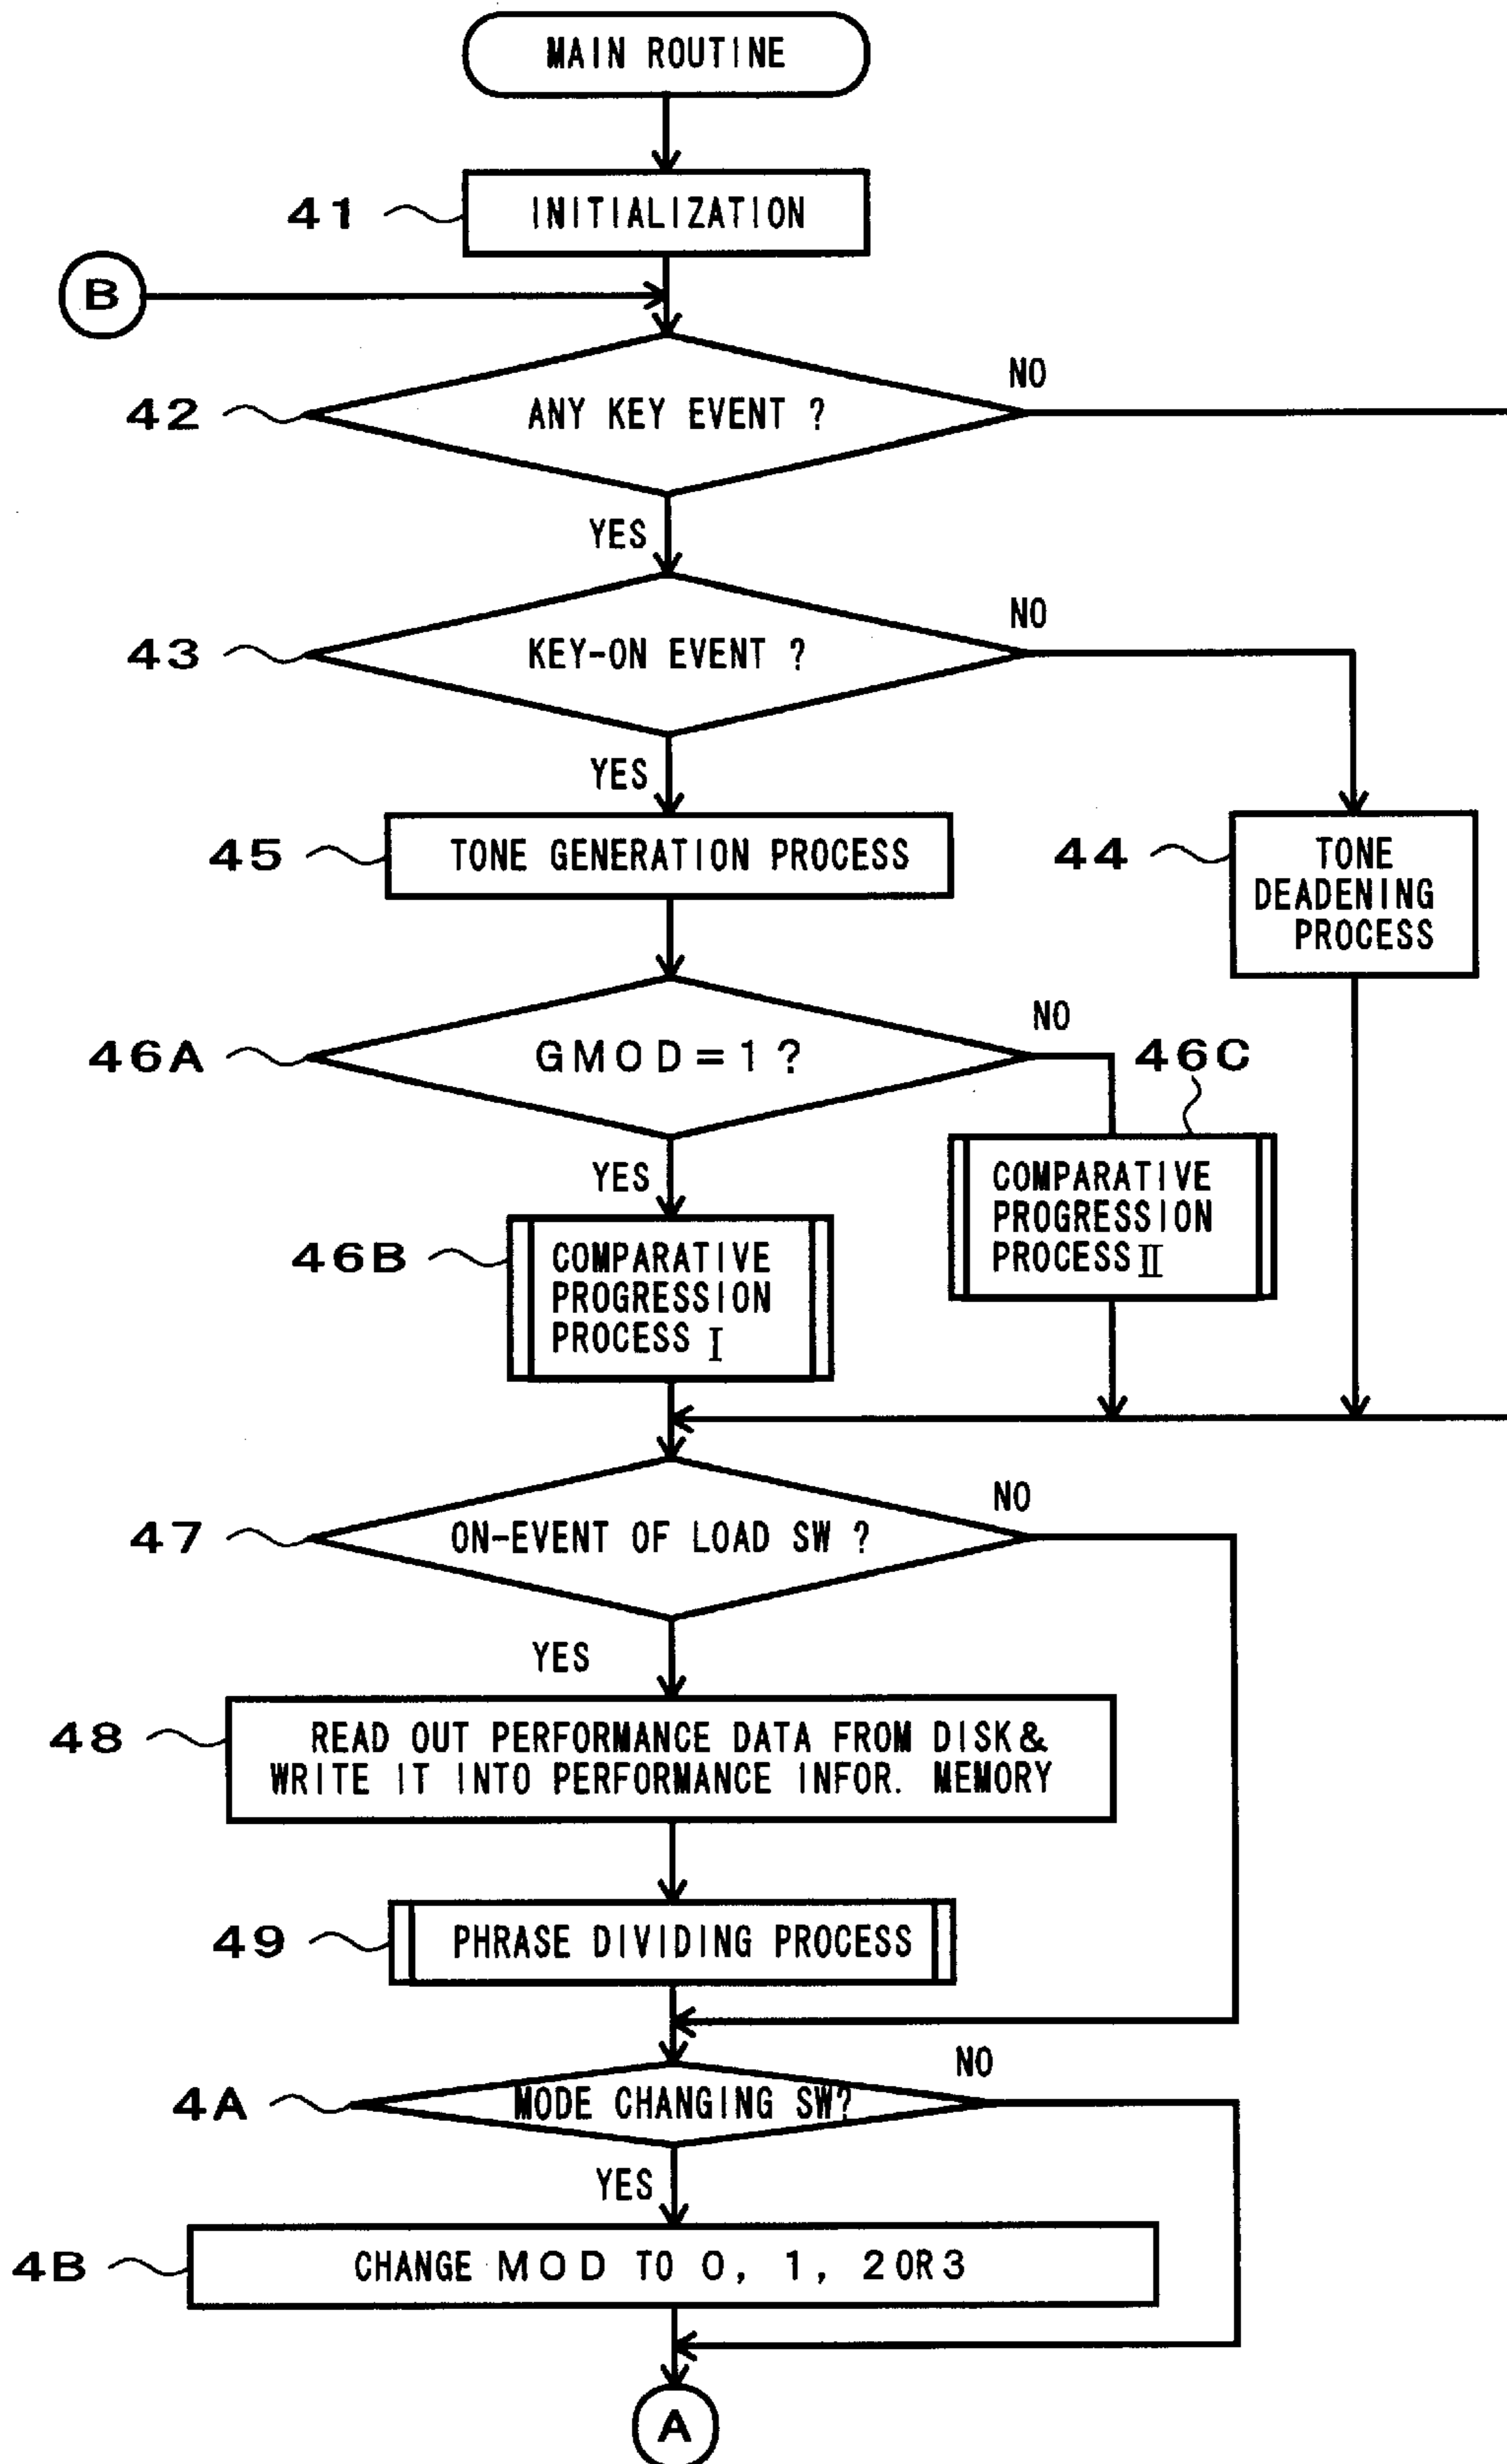 MAIN ROUTINE
41
INITIALIZATION
B
NO
42
ANY KEY EVENT ?
YES
NO
43
KEY-ON EVENT ?
YES
45
TONE GENERATION PROCESS
44
TONE
DEADENING
PROCESS
NO
46A
GMOD=1?
46C
COMPARATIVE
PROGRESSION
PROCESS II
YES
46B
COMPARATIVE
PROGRESSION
PROCESS I
NO
47
ON-EVENT OF LOAD SW ?
YES
48
READ OUT PERFORMANCE DATA FROM DISK&
WRITE IT INTO PERFORMANCE INFOR. MEMORY
49
PHRASE DIVIDING PROCESS
NO
4A
MODE CHANGING SW?
YES
4B
CHANGE MOD TO 0, 1, 2OR3
A